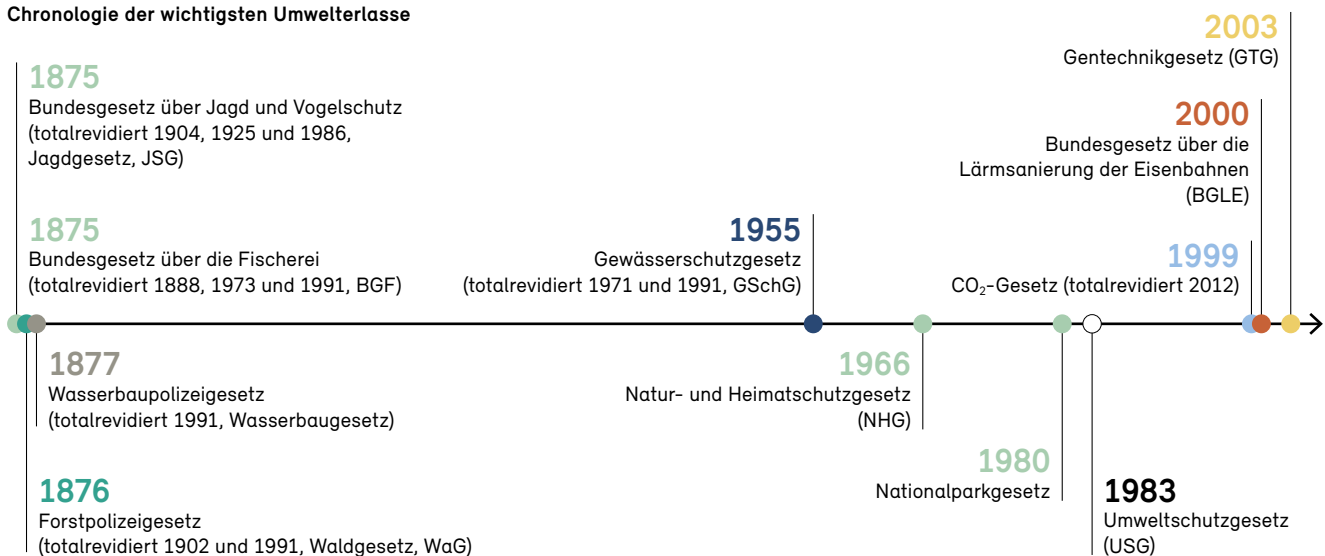 Chronologie der wichtigsten Umwelterlasse
1875
Bundesgesetz über Jagd und Vogelschutz
(totalrevidiert 1904, 1925 und 1986,
Jagdgesetz, JSG)
1875
Bundesgesetz über die Fischerei
(totalrevidiert 1888, 1973 und 1991, BGF)
1876
Forstpolizeigesetz
(totalrevidiert 1902 und 1991, Waldgesetz, WaG)
1877
Wasserbaupolizeigesetz
(totalrevidiert 1991, Wasserbaugesetz)
1955
Gewässerschutzgesetz
(totalrevidiert 1971 und 1991, GSchG)
1966
Natur- und Heimatschutzgesetz
(NHG)
1980
Nationalparkgesetz
1983
Umweltschutzgesetz
(USG)
1999
CO₂-Gesetz (totalrevidiert 2012)
2000
Bundesgesetz über die
Lärmsanierung der Eisenbahnen
(BGLE)
2003
Gentechnikgesetz (GTG)